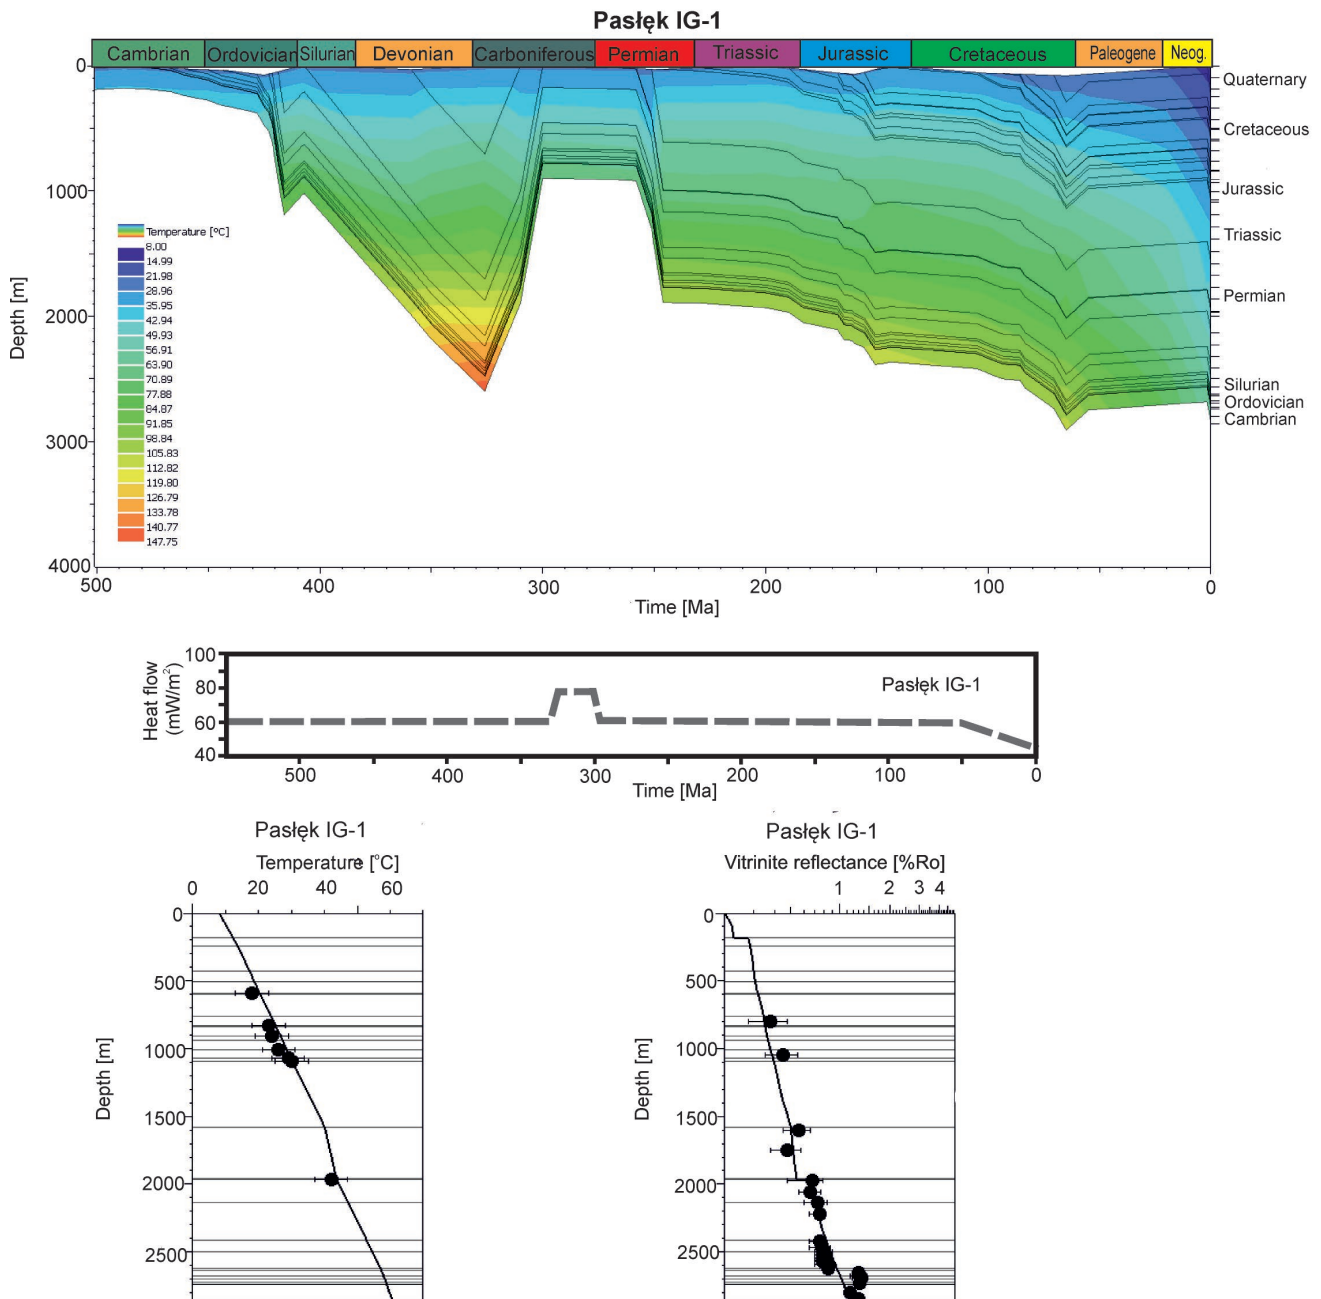 Pasłęk IG-1
Cambrian Ordovician Silurian Devonian Carboniferous Permian Triassic Jurassic Cretaceous Paleogene Neog.
0
1000
2000
3000
4000
Depth [m]
Temperature [ºC]
8.00
14.99
21.98
28.96
35.95
42.94
49.93
56.91
63.90
70.89
77.88
84.87
91.85
98.84
105.83
112.82
119.80
126.79
133.78
140.77
147.75
Quaternary
Cretaceous
Jurassic
Triassic
Permian
Silurian
Ordovician
Cambrian
500 400 300 200 100 0
Time [Ma]
Heat flow
(mW/m²)
100
80
60
40
Pasłęk IG-1
500 400 300 200 100 0
Time [Ma]
Pasłęk IG-1
Temperature [°C]
0 20 40 60
0
500
1000
1500
2000
2500
Depth [m]
Pasłęk IG-1
Vitrinite reflectance [%Ro]
1 2 3 4
0
500
1000
1500
2000
2500
Depth [m]